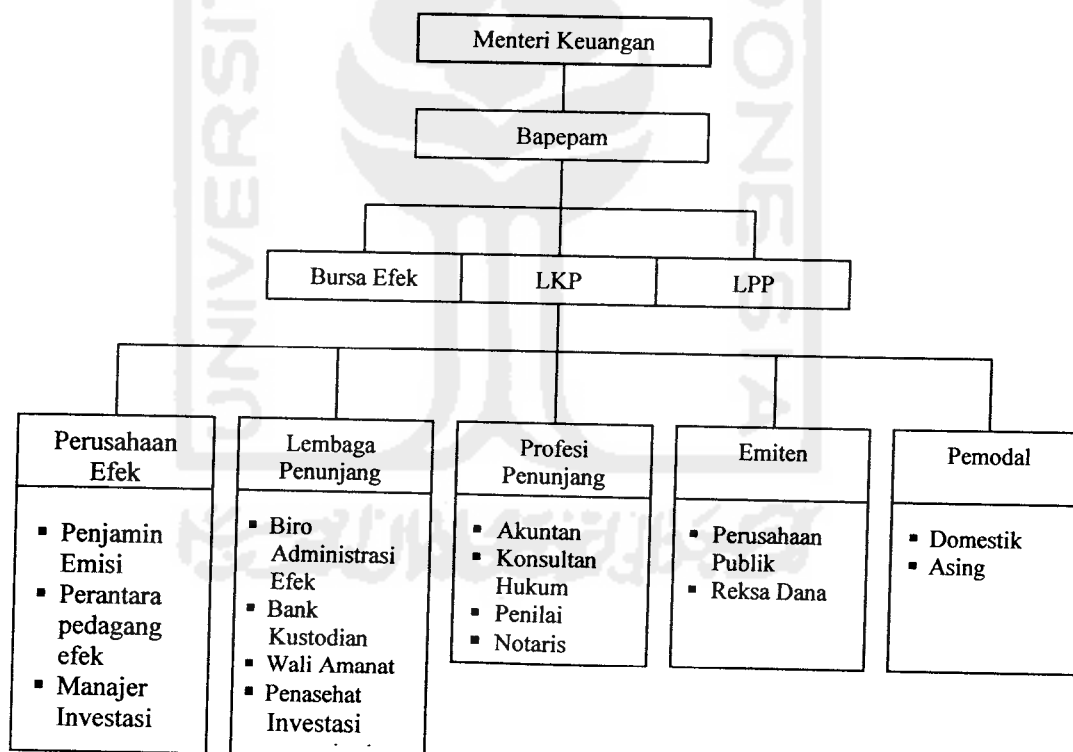 Menteri Keuangan
Bapepam
Bursa Efek
LKP
LPP
Perusahaan
Efek
▪ Penjamin
Emisi
▪ Perantara
pedagang
efek
▪ Manajer
Investasi
Lembaga
Penunjang
▪ Biro
Administrasi
Efek
▪ Bank
Kustodian
▪ Wali Amanat
▪ Penasehat
Investasi
Profesi
Penunjang
▪ Akuntan
▪ Konsultan
Hukum
▪ Penilai
▪ Notaris
Emiten
▪ Perusahaan
Publik
▪ Reksa Dana
Pemodal
▪ Domestik
▪ Asing